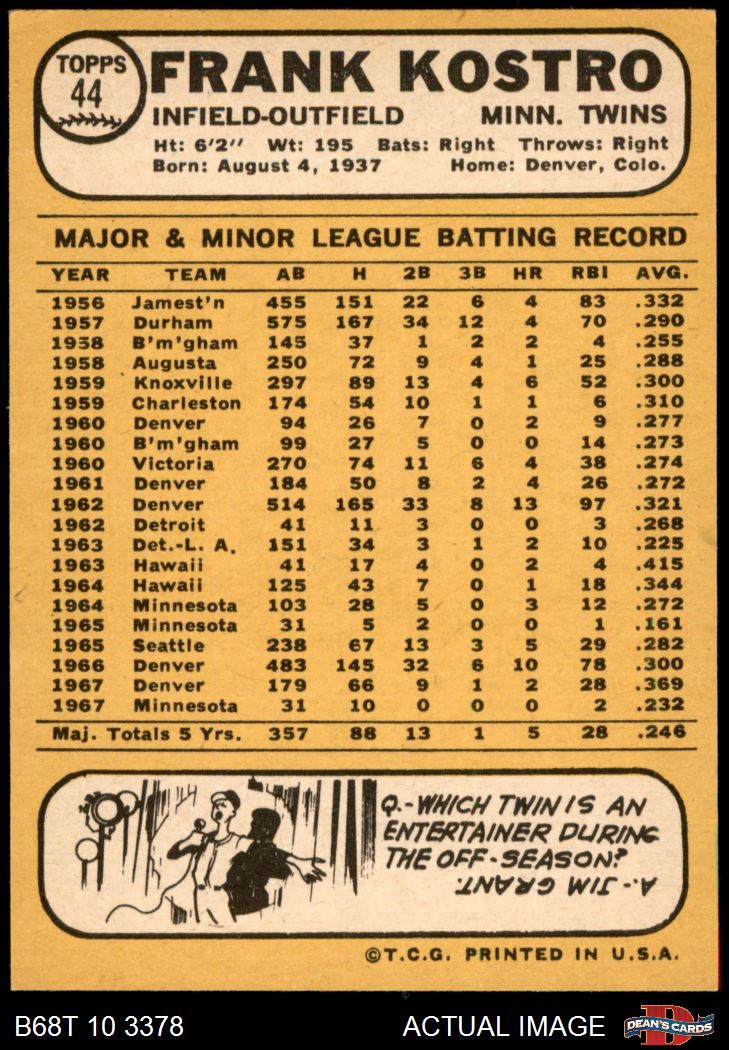 TOPPS
44
FRANK KOSTRO
INFIELD-OUTFIELD MINN. TWINS
Ht: 6'2" Wt: 195 Bats: Right Throws: Right
Born: August 4, 1937 Home: Denver, Colo.
MAJOR & MINOR LEAGUE BATTING RECORD
YEAR TEAM AB H 2B 3B HR RBI AVG.
1956 Jamest'n 455 151 22 6 4 83 .332
1957 Durham 575 167 34 12 4 70 .290
1958 B'm'gham 145 37 1 2 2 4 .255
1958 Augusta 250 72 9 4 1 25 .288
1959 Knoxville 297 89 13 4 6 52 .300
1959 Charleston 174 54 10 1 1 6 .310
1960 Denver 94 26 7 0 2 9 .277
1960 B'm'gham 99 27 5 0 0 14 .273
1960 Victoria 270 74 11 6 4 38 .274
1961 Denver 184 50 8 2 4 26 .272
1962 Denver 514 165 33 8 13 97 .321
1962 Detroit 41 11 3 0 0 3 .268
1963 Det.-L. A. 151 34 3 1 2 10 .225
1963 Hawaii 41 17 4 0 2 4 .415
1964 Hawaii 125 43 7 0 1 18 .344
1964 Minnesota 103 28 5 0 3 12 .272
1965 Minnesota 31 5 2 0 0 1 .161
1965 Seattle 238 67 13 3 5 29 .282
1966 Denver 483 145 32 6 10 78 .300
1967 Denver 179 66 9 1 2 28 .369
1967 Minnesota 31 10 0 0 0 2 .232
Maj. Totals 5 Yrs. 357 88 13 1 5 28 .246
Q.-WHICH TWIN IS AN
ENTERTAINER DURING
THE OFF-SEASON?
A.-JIM GRANT.
©T.C.G. PRINTED IN U.S.A.
B68T 10 3378 ACTUAL IMAGE
D
DEAN'S CARDS